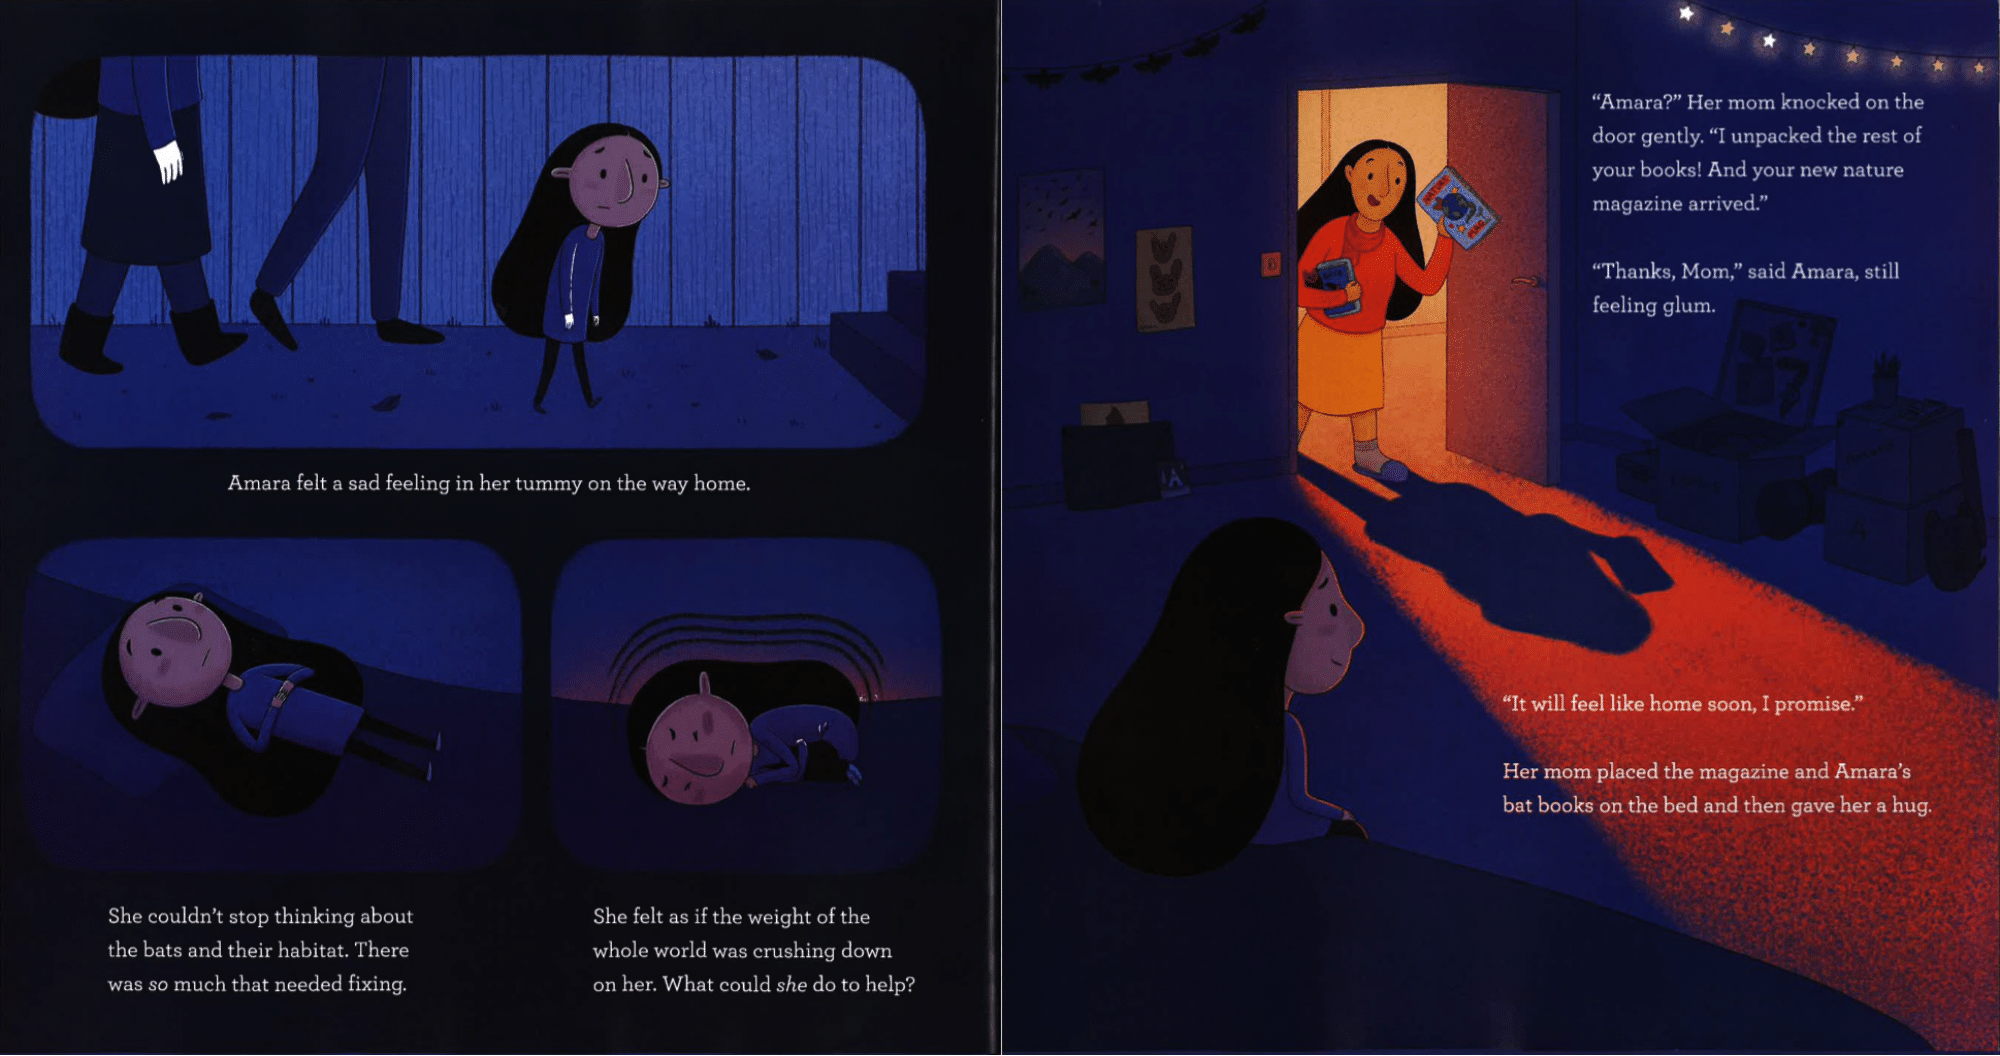 Amara felt a sad feeling in her tummy on the way home.
She couldn’t stop thinking about
the bats and their habitat. There
was so much that needed fixing.
She felt as if the weight of the
whole world was crushing down
on her. What could she do to help?
“Amara?” Her mom knocked on the
door gently. “I unpacked the rest of
your books! And your new nature
magazine arrived.”
“Thanks, Mom,” said Amara, still
feeling glum.
“It will feel like home soon, I promise.”
Her mom placed the magazine and Amara’s
bat books on the bed and then gave her a hug.